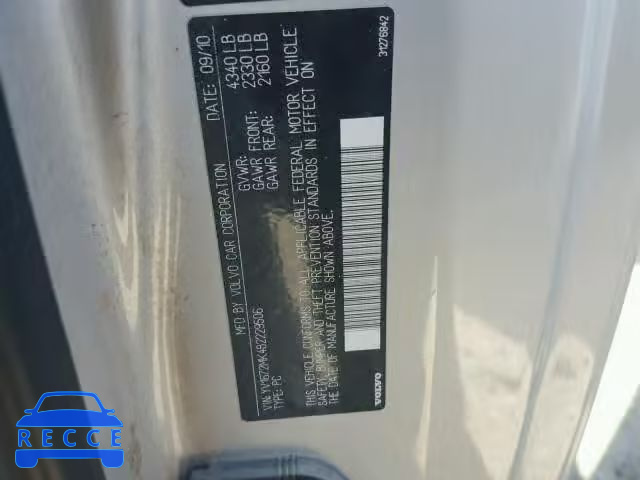 MFD BY VOLVO CAR CORPORATION DATE: 09/10
GVWR: 4340 LB
GAWR FRONT: 2330 LB
GAWR REAR: 2160 LB
VIN: YV1672MK4B2223506
TYPE: PC
THIS VEHICLE CONFORMS TO ALL APPLICABLE FEDERAL MOTOR VEHICLE
SAFETY, BUMPER AND THEFT PREVENTION STANDARDS IN EFFECT ON
THE DATE OF MANUFACTURE SHOWN ABOVE.
VOLVO
31276842
RECCE